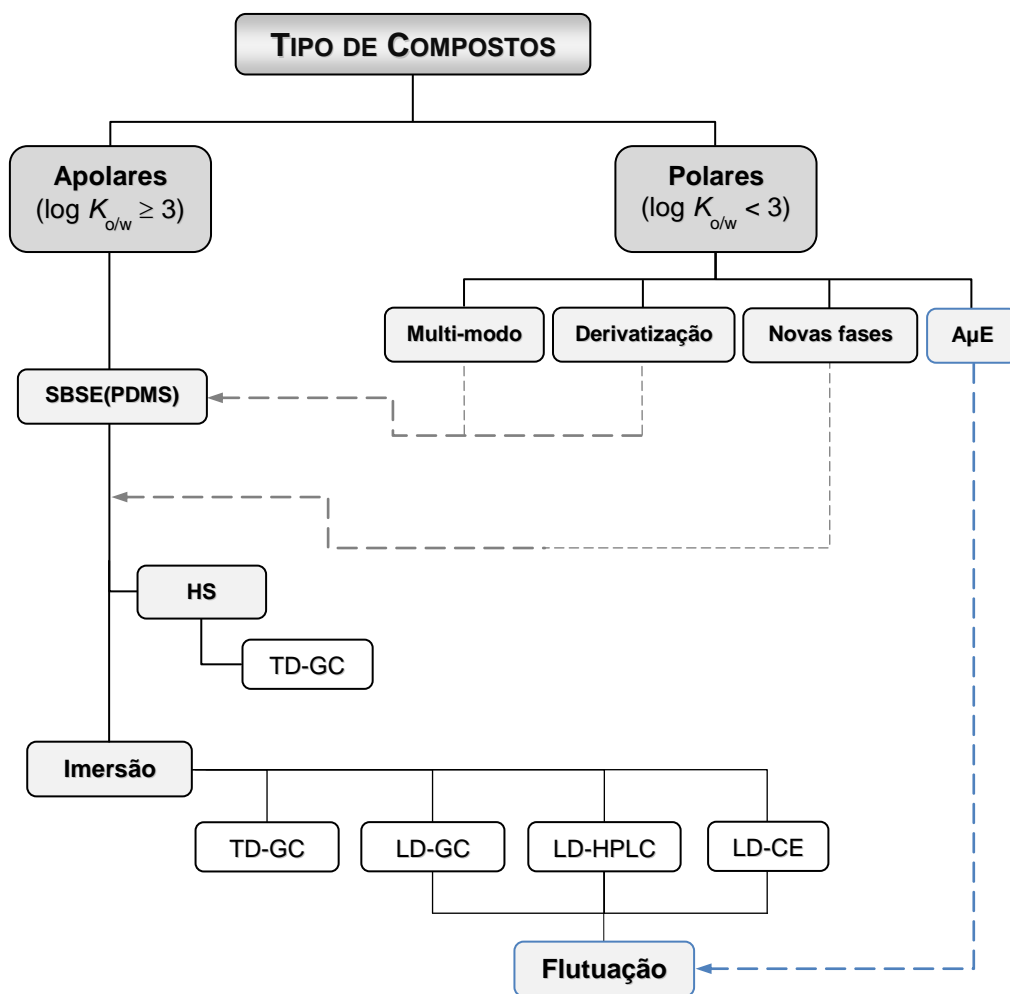 TIPO DE COMPOSTOS
Apolares
(log Ko/w ≥ 3)
Polares
(log Ko/w < 3)
Multi-modo
Derivatização
Novas fases
AµE
SBSE(PDMS)
HS
TD-GC
Imersão
TD-GC
LD-GC
LD-HPLC
LD-CE
Flutuação